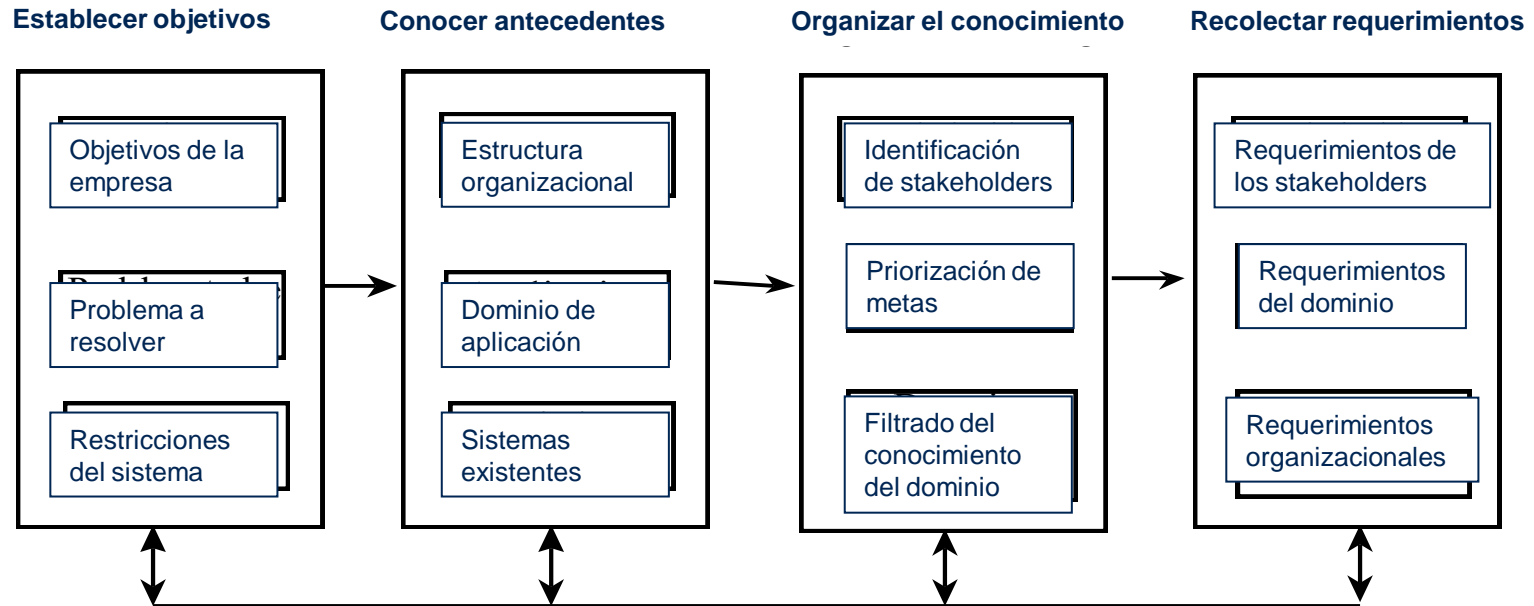 Establecer objetivos
Conocer antecedentes
Organizar el conocimiento
Recolectar requerimientos
Objetivos de la
empresa
Problema a
resolver
Restricciones
del sistema
Estructura
organizacional
Dominio de
aplicación
Sistemas
existentes
Identificación
de stakeholders
Priorización de
metas
Filtrado del
conocimiento
del dominio
Requerimientos de
los stakeholders
Requerimientos
del dominio
Requerimientos
organizacionales